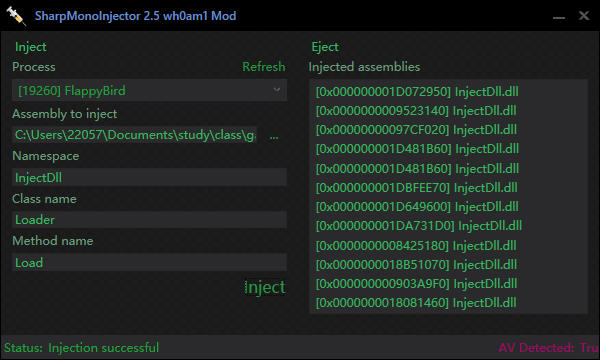 SharpMonoInjector 2.5 wh0am1 Mod
Inject
Process
Refresh
[19260] FlappyBird
Assembly to inject
C:\Users\22057\Documents\study\class\g
...
Namespace
InjectDll
Class name
Loader
Method name
Load
Inject
Eject
Injected assemblies
[0x000000001D072950] InjectDll.dll
[0x0000000009523140] InjectDll.dll
[0x00000000097CF020] InjectDll.dll
[0x000000001D481B60] InjectDll.dll
[0x000000001D481B60] InjectDll.dll
[0x000000001DBFEE70] InjectDll.dll
[0x000000001D649600] InjectDll.dll
[0x000000001DA731D0] InjectDll.dll
[0x0000000008425180] InjectDll.dll
[0x0000000018B51070] InjectDll.dll
[0x000000000903A9F0] InjectDll.dll
[0x0000000018081460] InjectDll.dll
Status: Injection successful
AV Detected: Tru